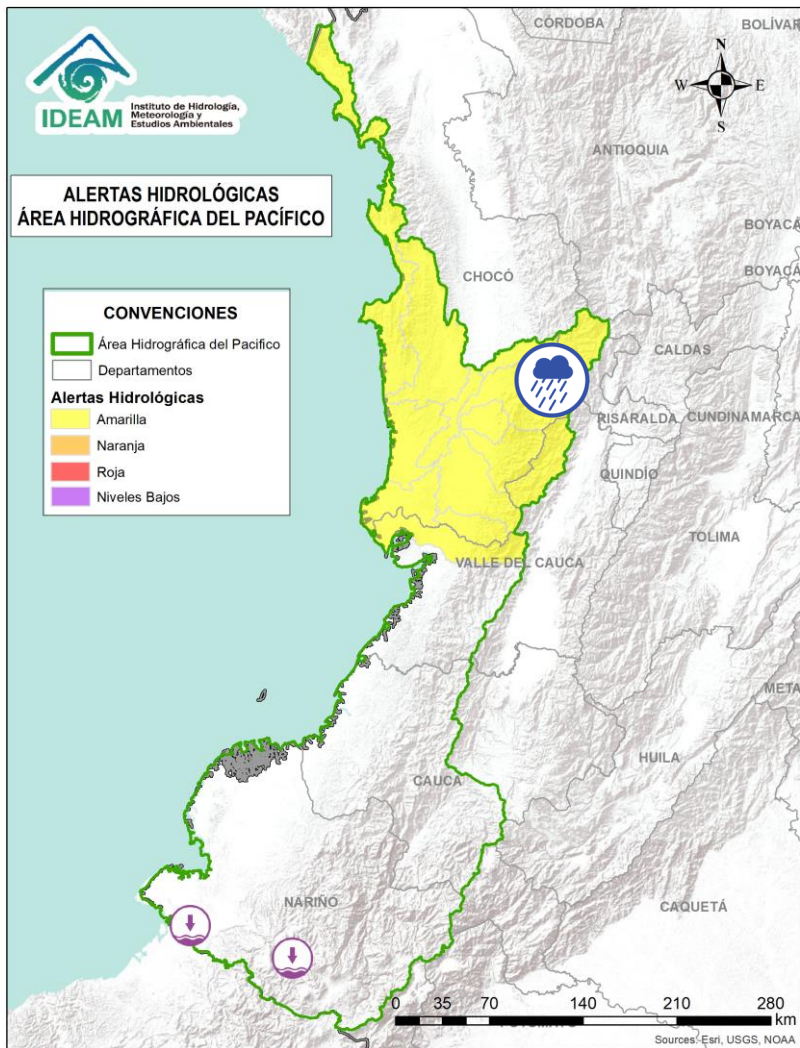 CÓRDOBA
BOLÍVAR
IDEAM
Instituto de Hidrología,
Meteorología y
Estudios Ambientales
N
W
E
S
ANTIOQUIA
ALERTAS HIDROLÓGICAS
ÁREA HIDROGRÁFICA DEL PACÍFICO
BOYACÁ
BOYACÁ
CHOCÓ
CONVENCIONES
Área Hidrográfica del Pacifico
Departamentos
Alertas Hidrológicas
Amarilla
Naranja
Roja
Niveles Bajos
CALDAS
RISARALDA
CUNDINAMARCA
QUINDÍO
TOLIMA
VALLE DEL CAUCA
META
HUILA
CAUCA
NARIÑO
CAQUETÁ
0 35 70 140 210 280
km
Sources: Esri, USGS, NOAA